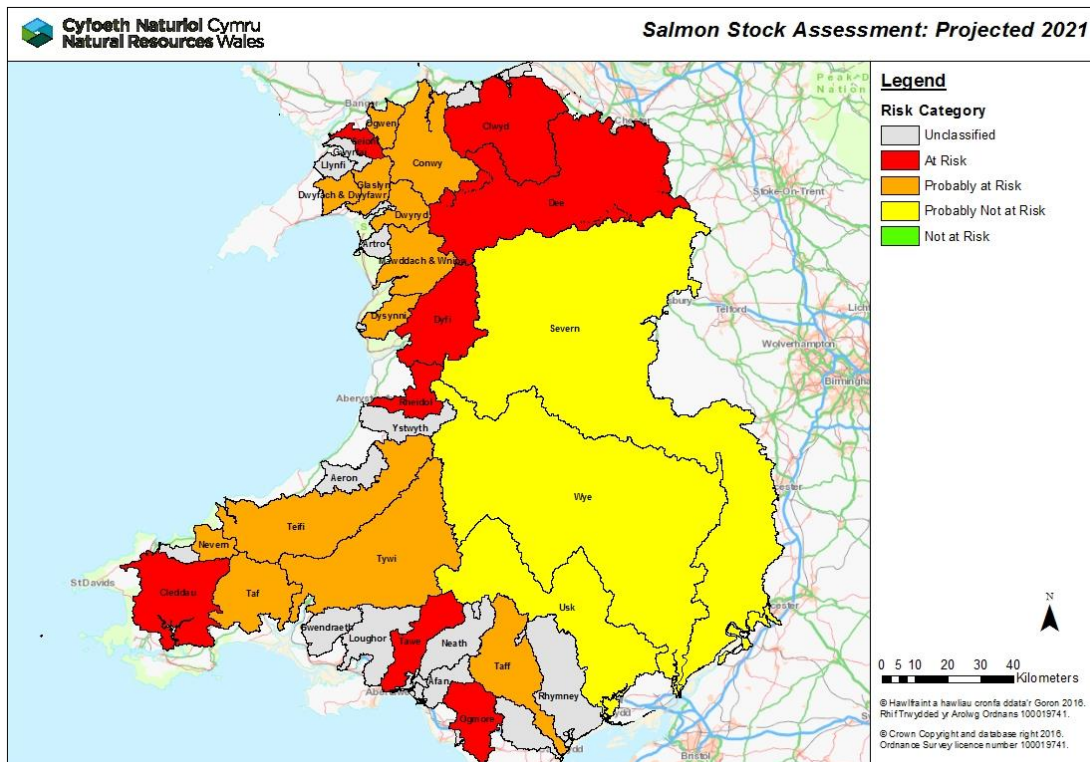 Cyfoeth Naturiol Cymru
Natural Resources Wales
Salmon Stock Assessment: Projected 2021
Legend
Risk Category
Unclassified
At Risk
Probably at Risk
Probably Not at Risk
Not at Risk
Bangor
Ogwen
Clwyd
Chester
Llynfi
Conwy
Stoke-On-Trent
Glaslyn
Dwyfach & Dwyfawr
Dee
Dwyryd
Artro
Mawddach & Wnion
Telford
Dysynni
Dyfi
Severn
Wolverhampton
Rheidol
Ystwyth
Aeron
Wye
Teifi
Nevern
Tywi
St Davids
Cleddau
Taf
Usk
Gwendraeth
Loughor
Tawe
Neath
Taff
Afan
Rhymney
Ogmore
Bristol
N
0 5 10 20 30 40
Kilometers
© Hawlfraint a hawliau cronfa ddata'r Goron 2016.
Rhif Trwydded yr Arolwg Ordnans 100019741.
© Crown Copyright and database right 2016.
Ordnance Survey licence number 100019741.